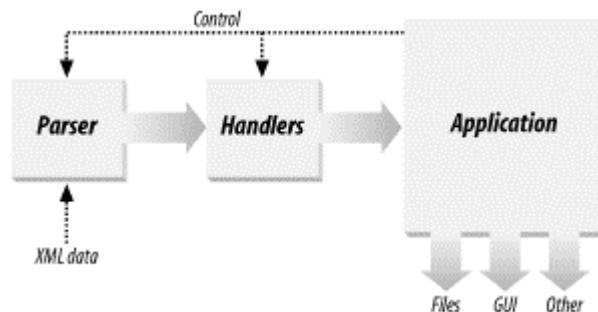 Control
Parser
Handlers
Application
XML data
Files GUI Other